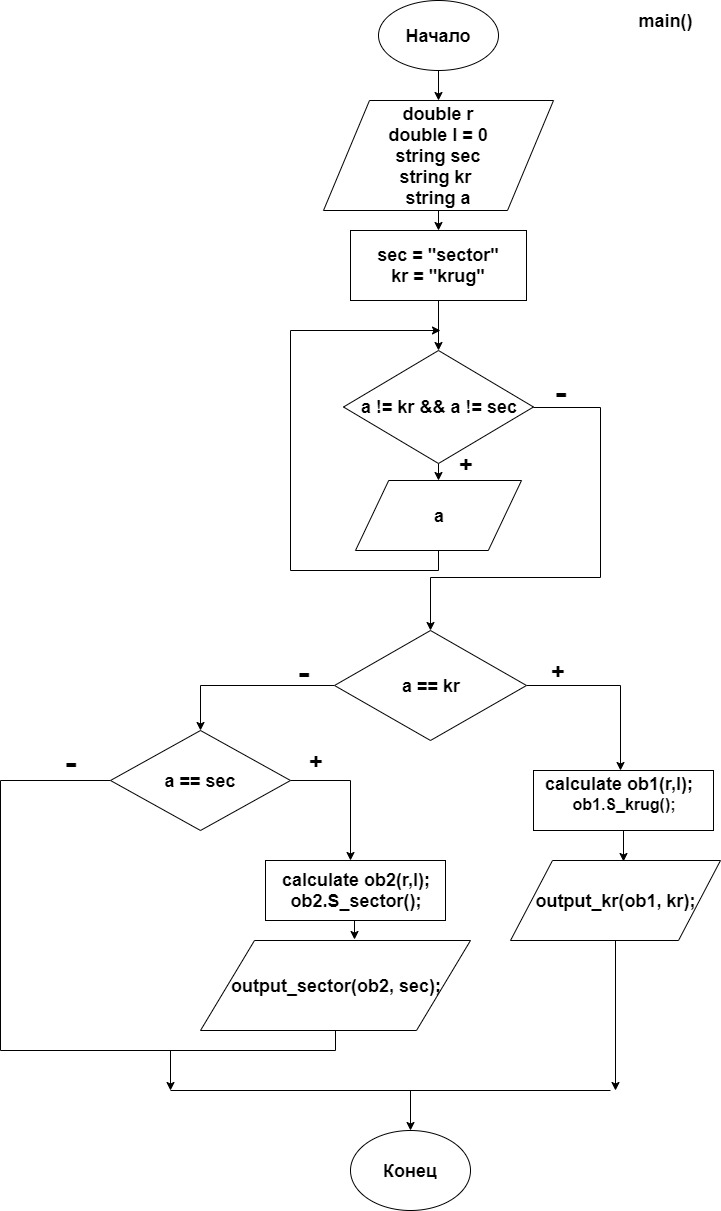 main()
Начало
double r
double l = 0
string sec
string kr
string a
sec = "sector"
kr = "krug"
a != kr && a != sec
-
+
a
a == kr
-
+
a == sec
-
+
calculate ob1(r,l);
ob1.S_krug();
calculate ob2(r,l);
ob2.S_sector();
output_kr(ob1, kr);
output_sector(ob2, sec);
Конец